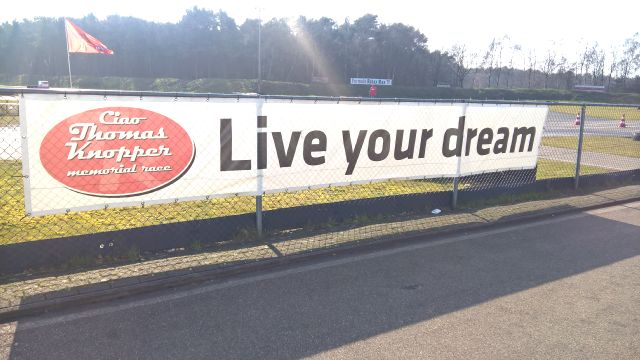 Ciao
Thomas
Knopper
memorial race
Live your dream